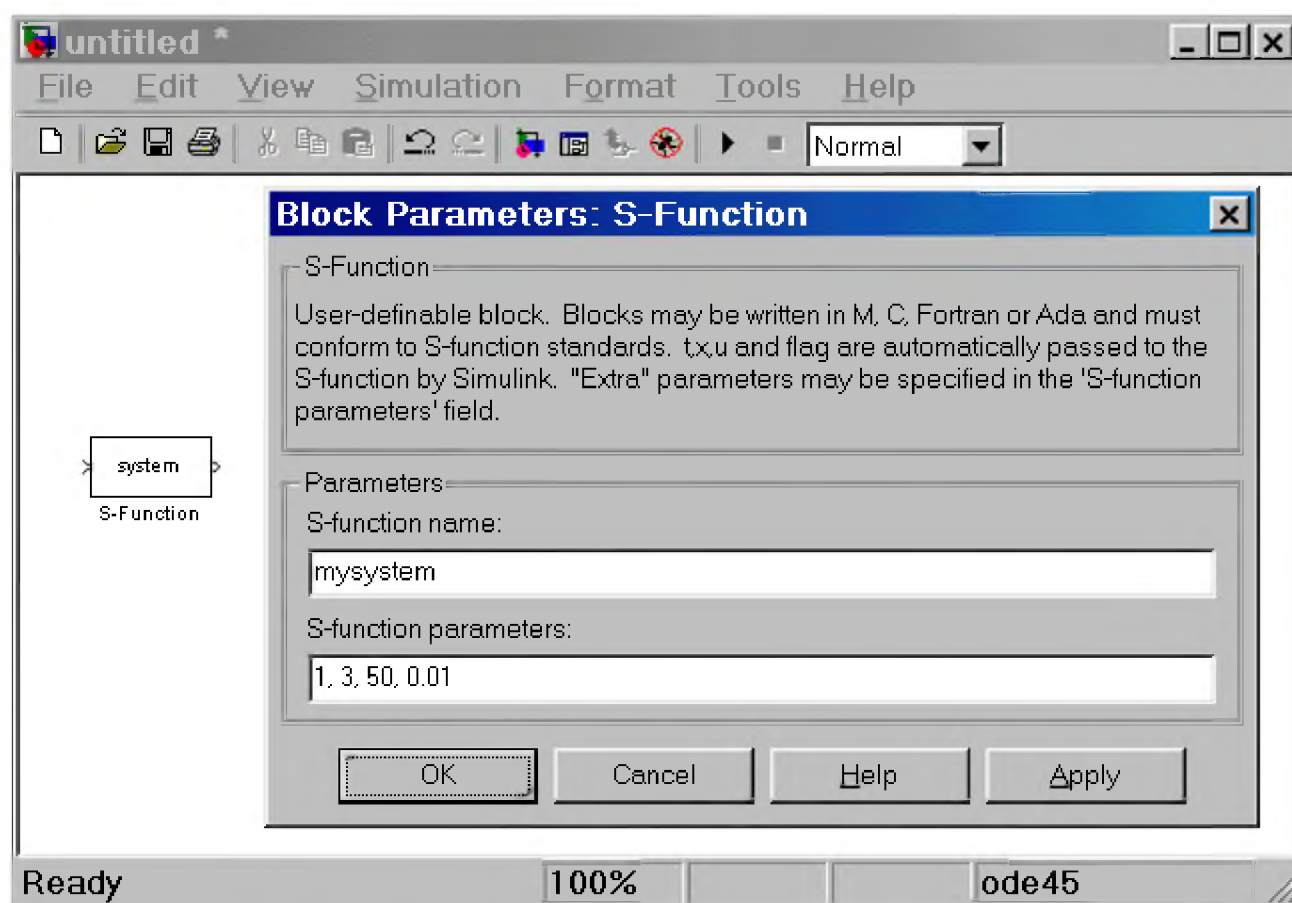 untitled *
File Edit View Simulation Format Tools Help
Normal
Block Parameters: S-Function
S-Function
User-definable block. Blocks may be written in M, C, Fortran or Ada and must
conform to S-function standards. t,x,u and flag are automatically passed to the
S-function by Simulink. "Extra" parameters may be specified in the 'S-function
parameters' field.
system
S-Function
Parameters
S-function name:
mysystem
S-function parameters:
1, 3, 50, 0.01
OK Cancel Help Apply
Ready 100% ode45